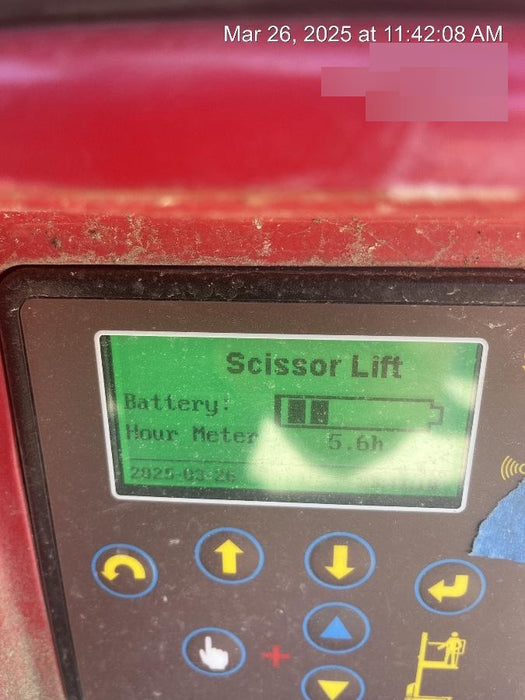 Mar 26, 2025 at 11:42:08 AM
Scissor Lift
Battery:
Hour Meter 5.6h
2025-03-26